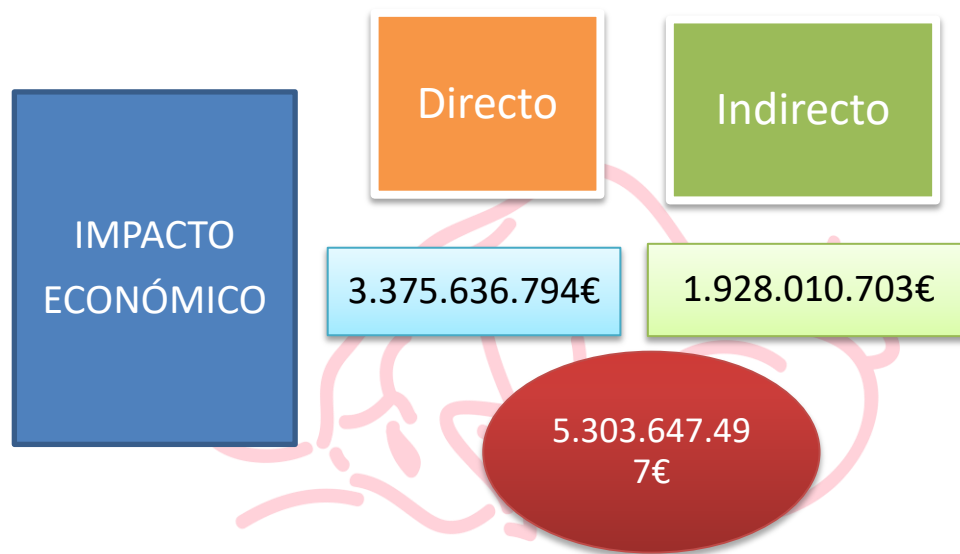 IMPACTO
ECONÓMICO
Directo
Indirecto
3.375.636.794€
1.928.010.703€
5.303.647.49
7€